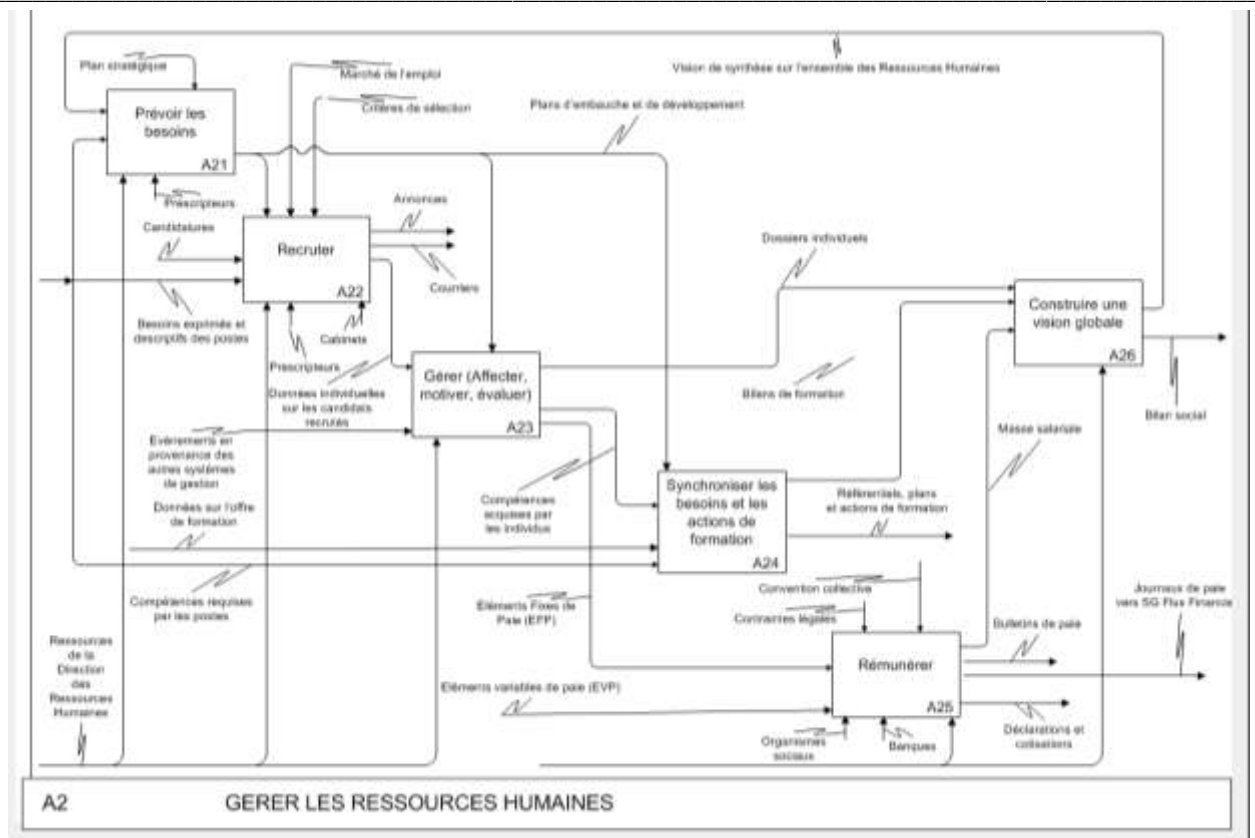 Plan stratégique
Marché de l'emploi
Vision de synthèse sur l'ensemble des Ressources Humaines
Critères de sélection
Plans d'embauche et de développement
Prévoir les
besoins
A21
Prescripteurs
Annonces
Candidatures
Recruter
A22
Courriers
Dossiers individuels
Construire une
vision globale
A26
Besoins exprimés et
descriptifs des postes
Cabinets
Prescripteurs
Gérer (Affecter,
motiver, évaluer)
A23
Données individuelles
sur les candidats
recrutés
Bilans de formation
Bilan social
Masse salariale
Evènements en
provenance des
autres systèmes
de gestion
Synchroniser les
besoins et les
actions de
formation
A24
Compétences
acquises par
les individus
Référentiels, plans
et actions de formation
Données sur l'offre
de formation
Compétences requises
par les postes
Convention collective
Journaux de paie
vers SG Flux Finance
Eléments Fixes de
Paie (EFP)
Contraintes légales
Bulletins de paie
Ressources
de la
Direction
des
Ressources
Humaines
Rémunérer
A25
Eléments variables de paie (EVP)
Organismes
sociaux
Banques
Déclarations et
cotisations
A2 GERER LES RESSOURCES HUMAINES